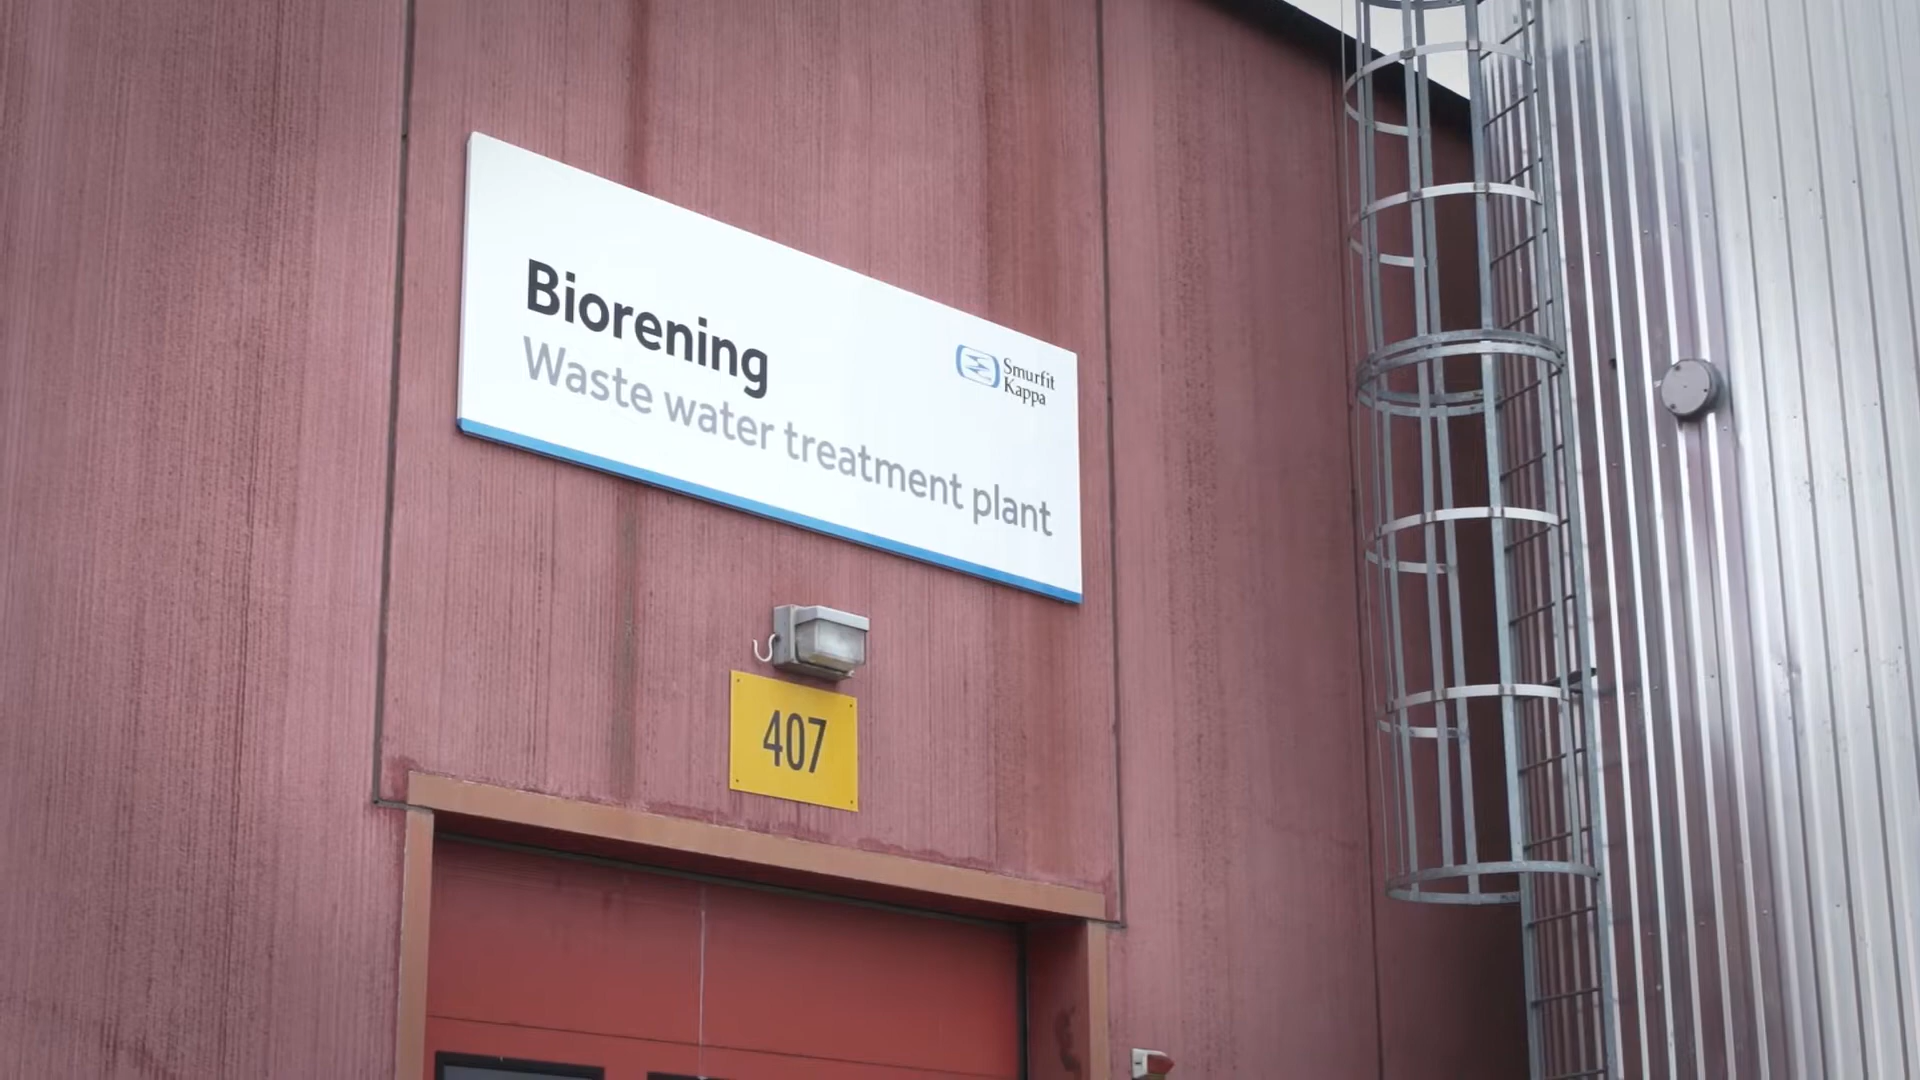 Biorening
Waste water treatment plant
Smurfit
Kappa
407